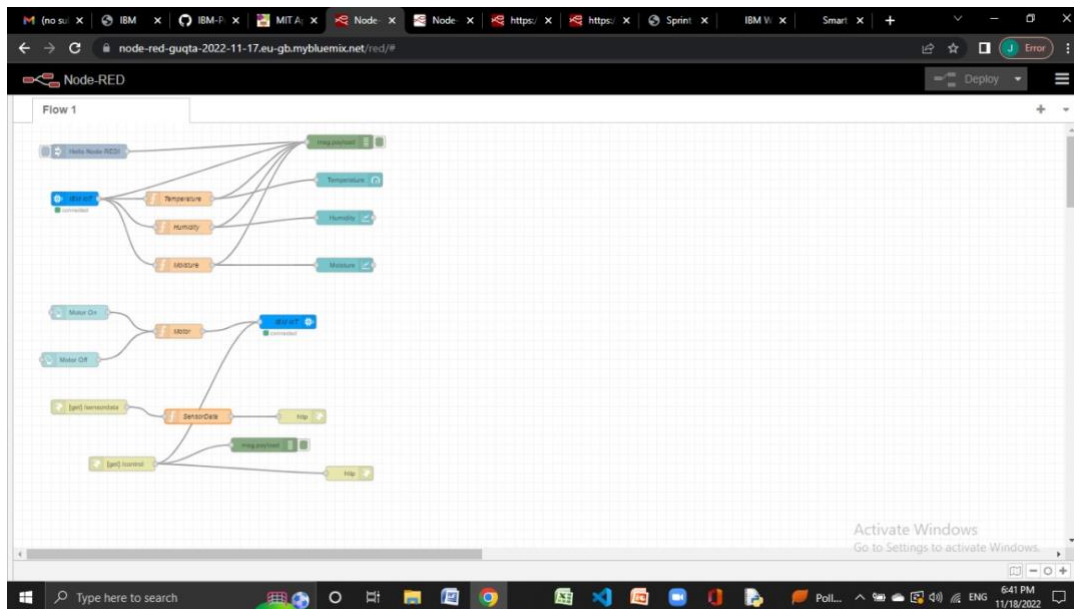 (no su
IBM
IBM-P
MIT A
Node-
Node-
https:/
https:/
Sprint
IBM W
Smart
node-red-guqta-2022-11-17.eu-gb.mybluemix.net/red/#
J Error
Node-RED
Deploy
Flow 1
Hello Node RED!
msg.payload
Temperature
IBM IoT
Temperature
connected
Humidity
Humidity
Moisture
Moisture
Motor On
IBM IoT
Motor
connected
Motor Off
[get] /sensordata
SensorData
http
msg.payload
[get] /control
http
Activate Windows
Go to Settings to activate Windows.
Type here to search
Poll...
ENG
6:41 PM
11/18/2022